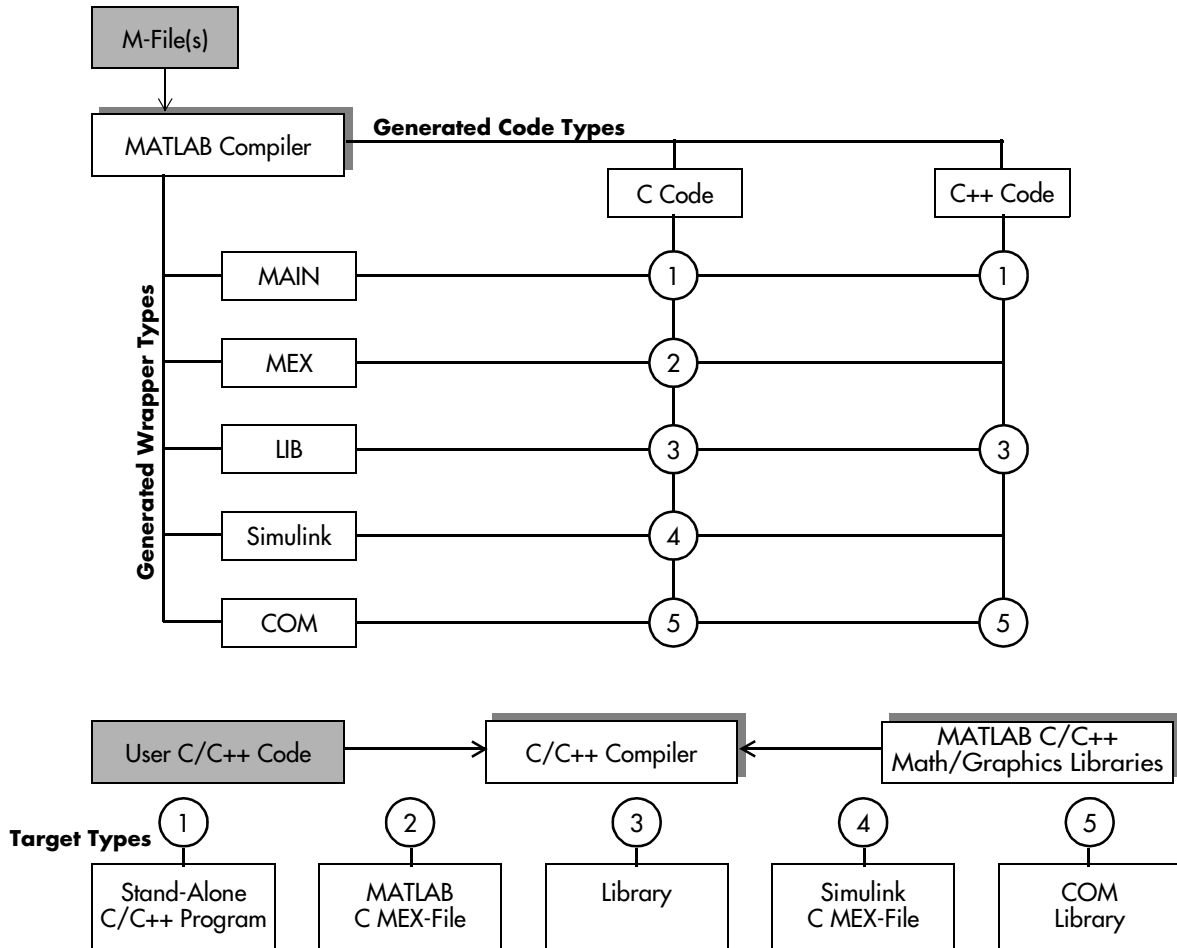 M-File(s)
MATLAB Compiler
Generated Code Types
C Code
C++ Code
Generated Wrapper Types
MAIN
1
1
MEX
2
LIB
3
3
Simulink
4
COM
5
5
User C/C++ Code
C/C++ Compiler
MATLAB C/C++
Math/Graphics Libraries
Target Types
1
2
3
4
5
Stand-Alone
C/C++ Program
MATLAB
C MEX-File
Library
Simulink
C MEX-File
COM
Library